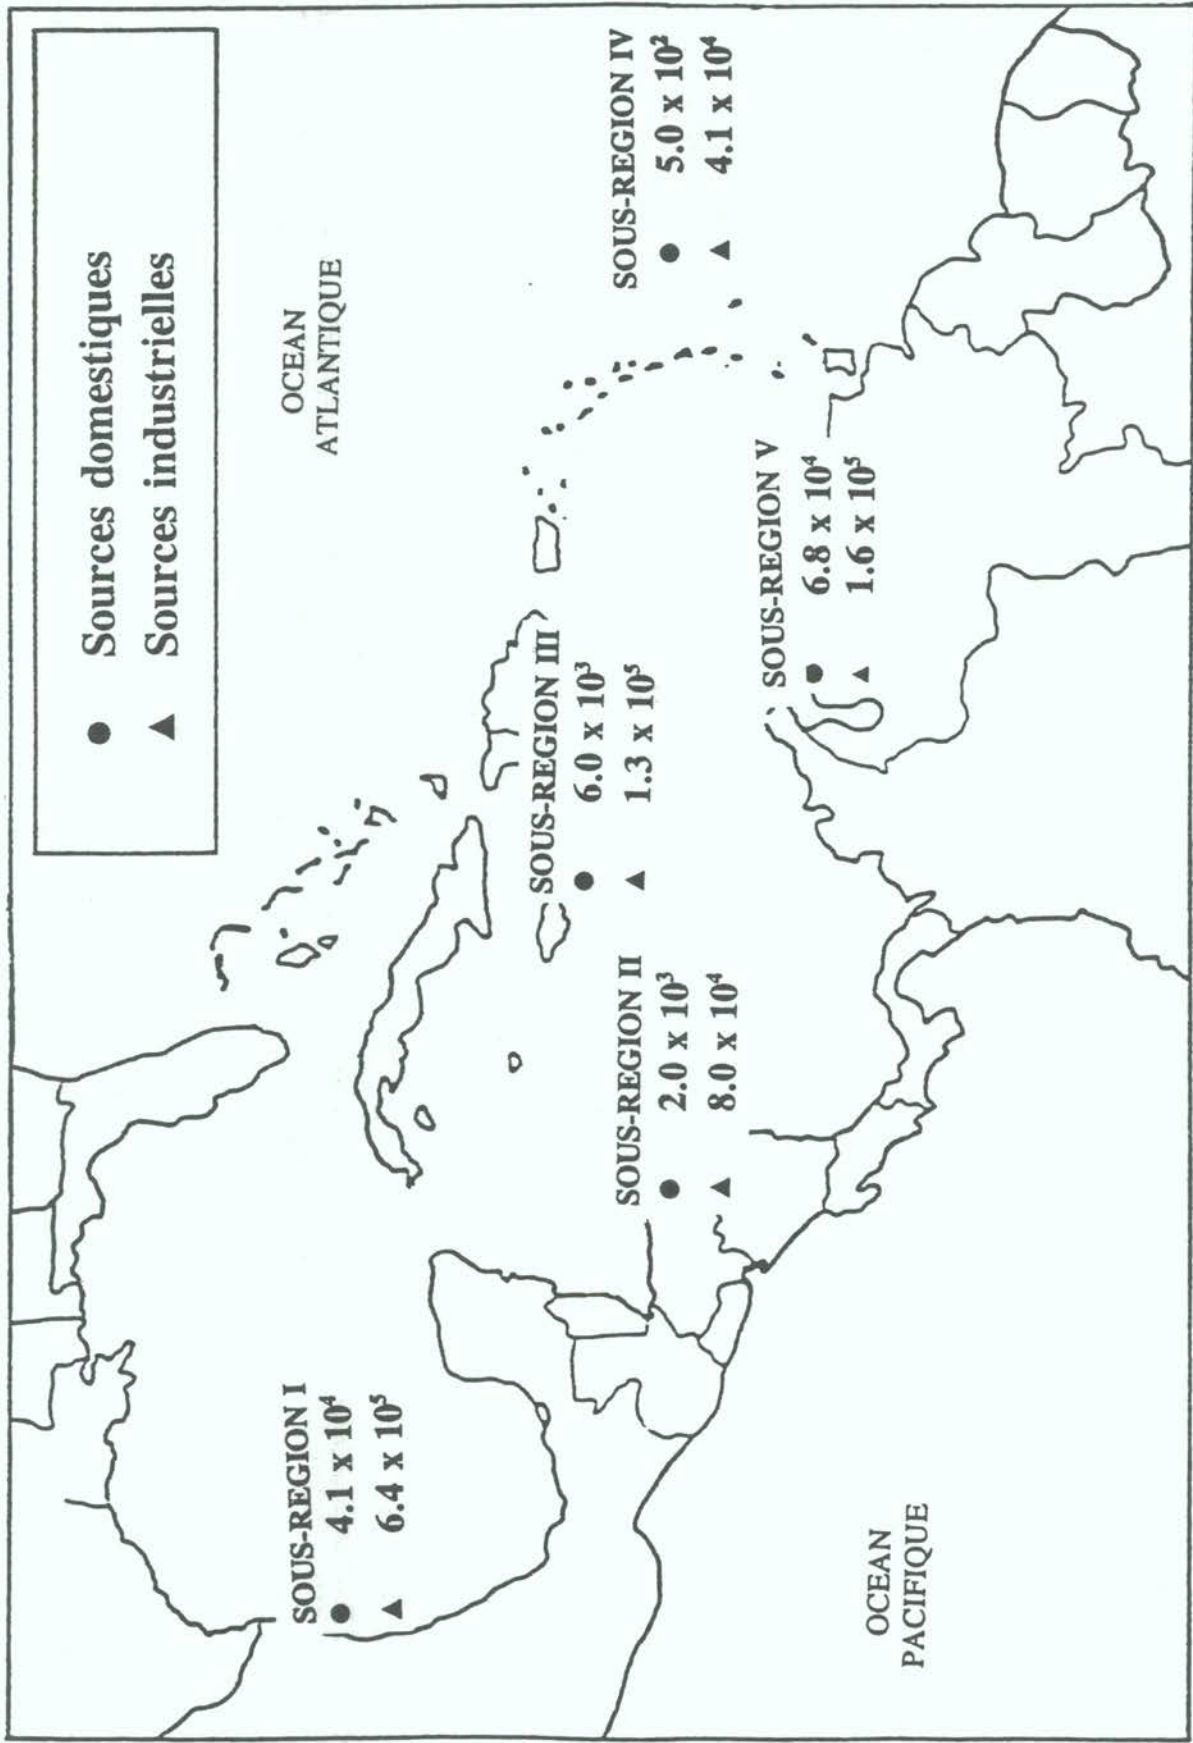 ● Sources domestiques
▲ Sources industrielles
OCEAN
ATLANTIQUE
SOUS-REGION I
● 4.1 x 10⁴
▲ 6.4 x 10⁵
SOUS-REGION II
● 2.0 x 10³
▲ 8.0 x 10⁴
SOUS-REGION III
● 6.0 x 10³
▲ 1.3 x 10⁵
SOUS-REGION IV
● 5.0 x 10²
▲ 4.1 x 10⁴
SOUS-REGION V
● 6.8 x 10⁴
▲ 1.6 x 10⁵
OCEAN
PACIFIQUE